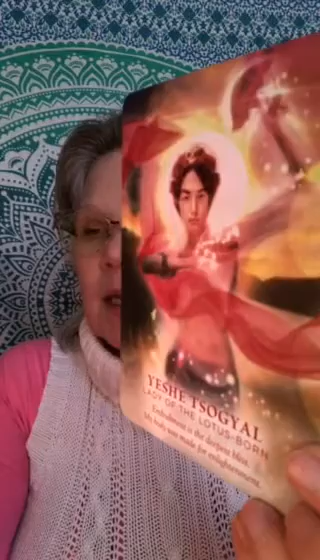 YESHE TSOGYAL
LADY OF THE LOTUS-BORN
Embodiment is the deepest bliss.
My body was made for enlightenment.